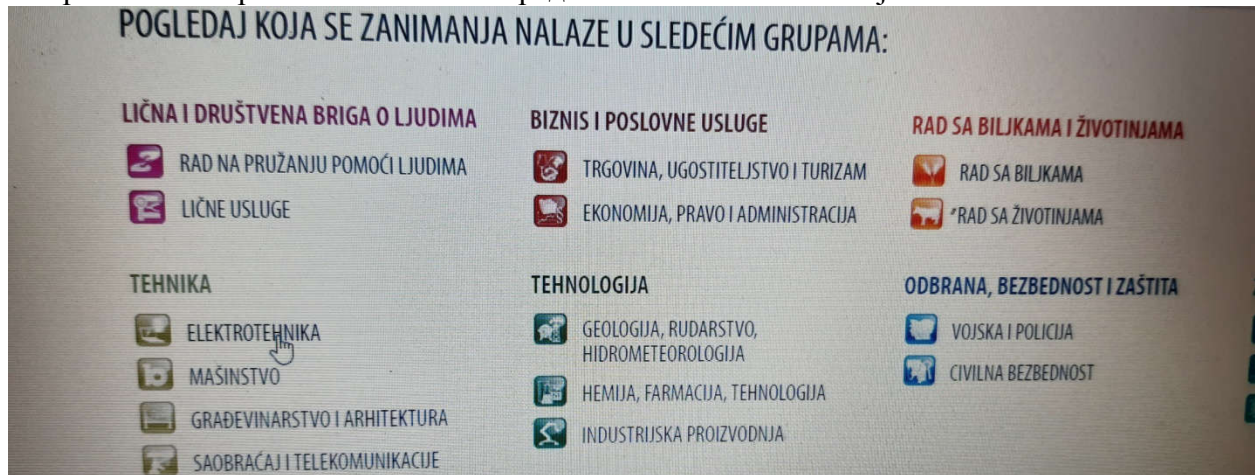 POGLEDAJ KOJA SE ZANIMANJA NALAZE U SLEDEĆIM GRUPAMA:
LIČNA I DRUŠTVENA BRIGA O LJUDIMA
RAD NA PRUŽANJU POMOĆI LJUDIMA
LIČNE USLUGE
BIZNIS I POSLOVNE USLUGE
TRGOVINA, UGOSTITELJSTVO I TURIZAM
EKONOMIJA, PRAVO I ADMINISTRACIJA
RAD SA BILJKAMA I ŽIVOTINJAMA
RAD SA BILJKAMA
RAD SA ŽIVOTINJAMA
TEHNIKA
ELEKTROTEHNIKA
MAŠINSTVO
GRAĐEVINARSTVO I ARHITEKTURA
SAOBRAĆAJ I TELEKOMUNIKACIJE
TEHNOLOGIJA
GEOLOGIJA, RUDARSTVO,
HIDROMETEOROLOGIJA
HEMIJA, FARMACIJA, TEHNOLOGIJA
INDUSTRIJSKA PROIZVODNJA
ODBRANA, BEZBEDNOST I ZAŠTITA
VOJSKA I POLICIJA
CIVILNA BEZBEDNOST